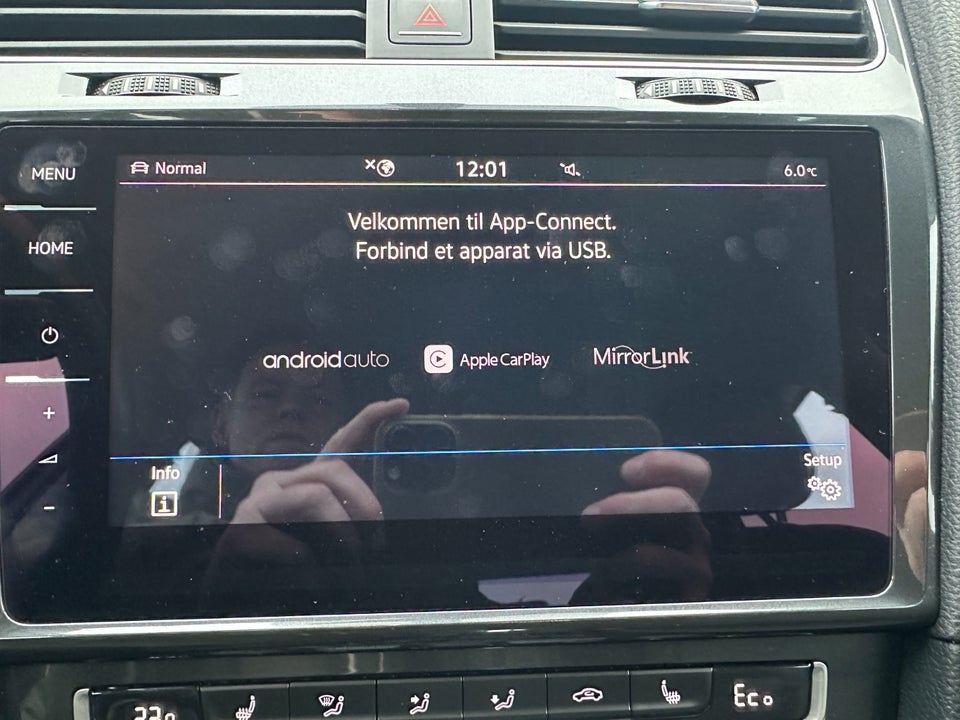 MENU
Normal
12:01
6.0°C
HOME
Velkommen til App-Connect.
Forbind et apparat via USB.
androidauto
Apple CarPlay
MirrorLink
+
-
Info
i
Setup
Eco